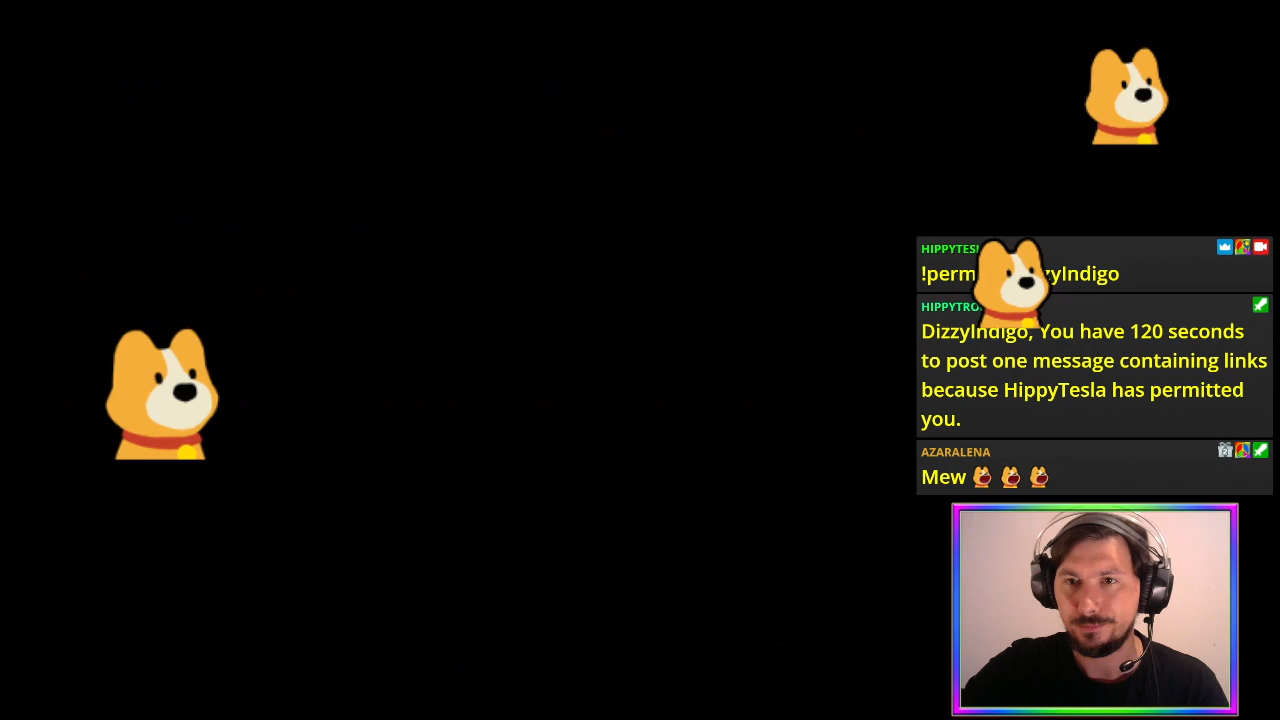 HIPPYTES
!perm zyIndigo
HIPPYTRO
DizzyIndigo, You have 120 seconds
to post one message containing links
because HippyTesla has permitted
you.
AZARALENA
Mew